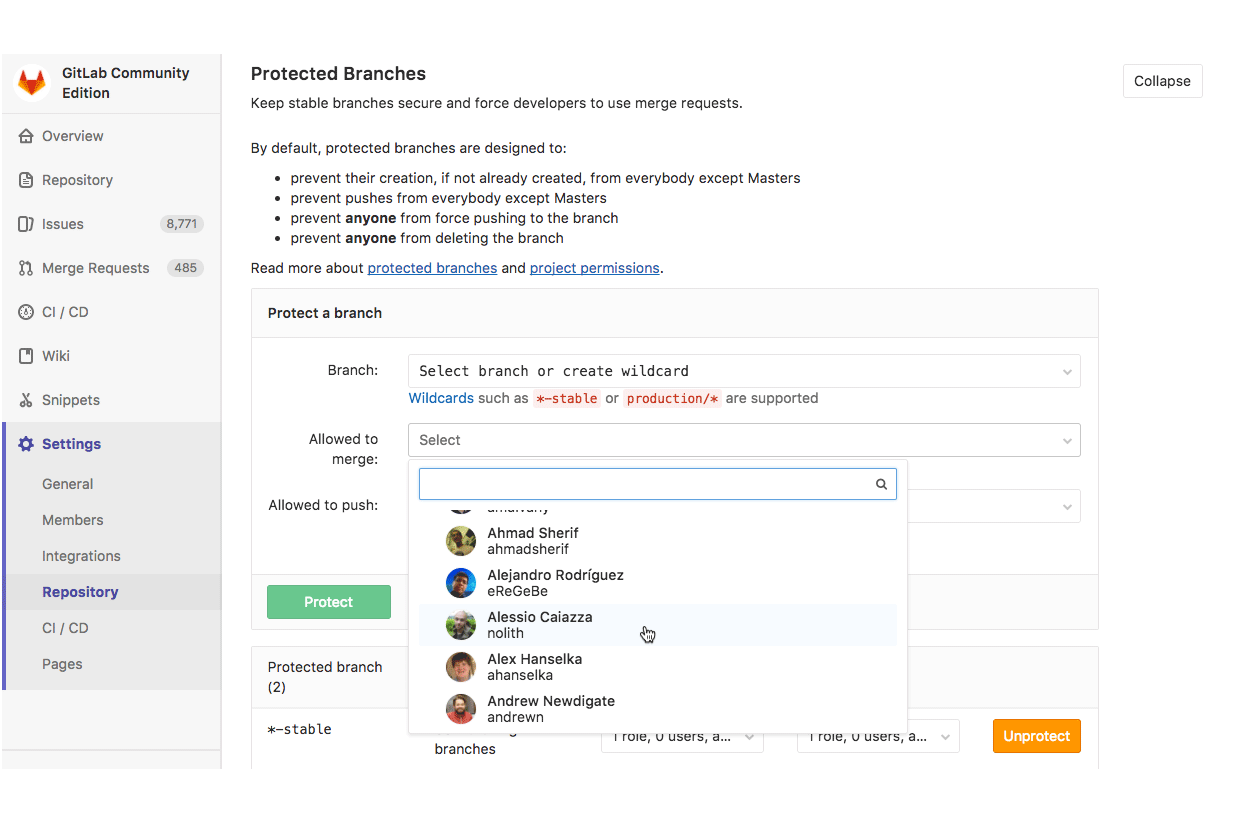 GitLab Community
Edition
Overview
Repository
Issues 8,771
Merge Requests 485
CI / CD
Wiki
Snippets
Settings
General
Members
Integrations
Repository
CI / CD
Pages
Protected Branches
Collapse
Keep stable branches secure and force developers to use merge requests.
By default, protected branches are designed to:
• prevent their creation, if not already created, from everybody except Masters
• prevent pushes from everybody except Masters
• prevent anyone from force pushing to the branch
• prevent anyone from deleting the branch
Read more about protected branches and project permissions.
Protect a branch
Branch: Select branch or create wildcard
Wildcards such as *-stable or production/* are supported
Allowed to
merge:
Select
Allowed to push:
Ahmad Sherif
ahmadsherif
Alejandro Rodríguez
eReGeBe
Alessio Caiazza
nolith
Alex Hanselka
ahanselka
Andrew Newdigate
andrewn
Protect
Protected branch
(2)
*-stable
branches
1 role, 0 users, a...
1 role, 0 users, a...
Unprotect